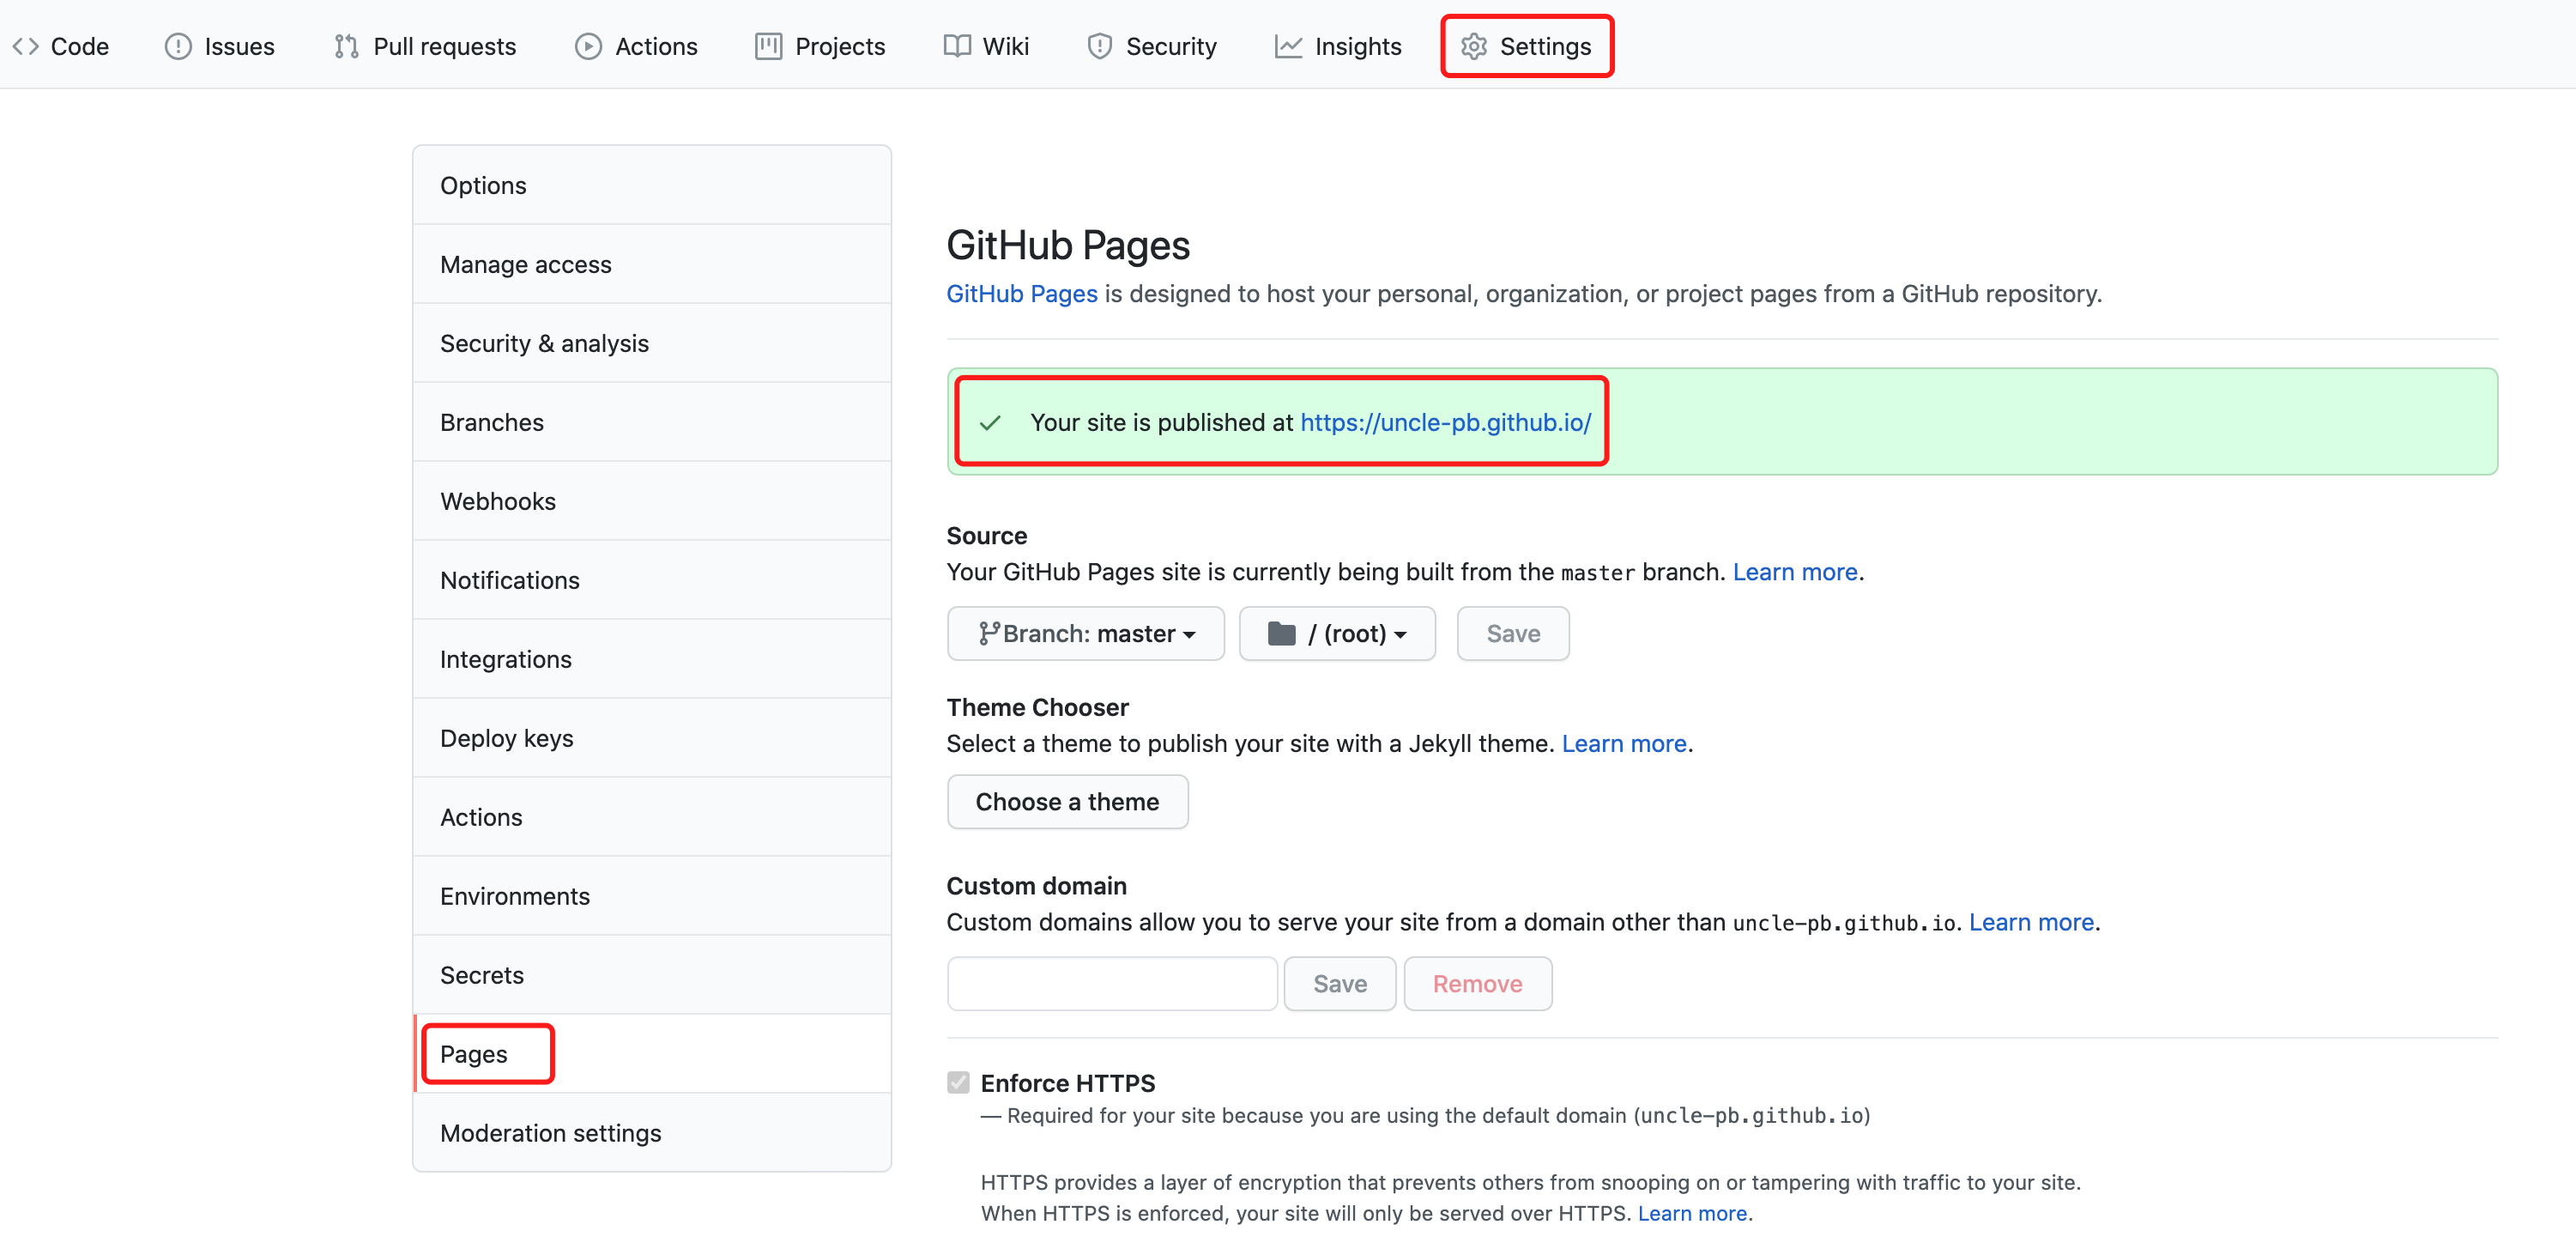 Code Issues Pull requests Actions Projects Wiki Security Insights Settings
Options
Manage access
Security & analysis
Branches
Webhooks
Notifications
Integrations
Deploy keys
Actions
Environments
Secrets
Pages
Moderation settings
GitHub Pages
GitHub Pages is designed to host your personal, organization, or project pages from a GitHub repository.
Your site is published at https://uncle-pb.github.io/
Source
Your GitHub Pages site is currently being built from the master branch. Learn more.
Branch: master / (root) Save
Theme Chooser
Select a theme to publish your site with a Jekyll theme. Learn more.
Choose a theme
Custom domain
Custom domains allow you to serve your site from a domain other than uncle-pb.github.io. Learn more.
Save Remove
Enforce HTTPS
— Required for your site because you are using the default domain (uncle-pb.github.io)
HTTPS provides a layer of encryption that prevents others from snooping on or tampering with traffic to your site.
When HTTPS is enforced, your site will only be served over HTTPS. Learn more.